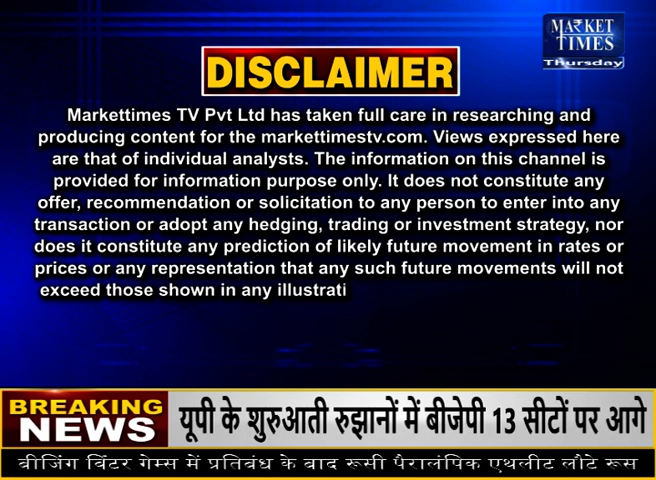 MARKET
TIMES
Thursday
DISCLAIMER
Markettimes TV Pvt Ltd has taken full care in researching and
producing content for the markettimestv.com. Views expressed here
are that of individual analysts. The information on this channel is
provided for information purpose only. It does not constitute any
offer, recommendation or solicitation to any person to enter into any
transaction or adopt any hedging, trading or investment strategy, nor
does it constitute any prediction of likely future movement in rates or
prices or any representation that any such future movements will not
exceed those shown in any illustrati
BREAKING
NEWS
यूपी के शुरुआती रुझानों में बीजेपी 13 सीटों पर आगे
बीजिंग विंटर गेम्स में प्रतिबंध के बाद रूसी पैरालंपिक एथलीट लौटे रूस